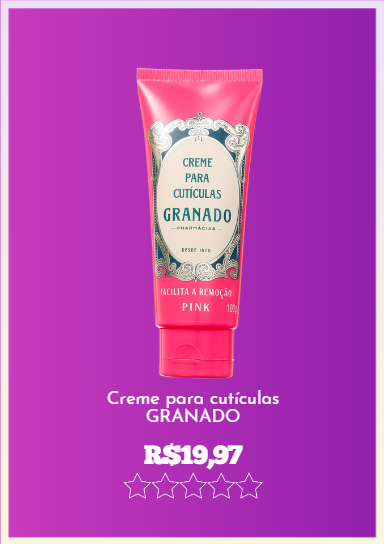 CREME
PARA
CUTÍCULAS
GRANADO
PHARMÁCIAS
DESDE 1870
FACILITA A REMOÇÃO
PINK 100g
Creme para cutículas
GRANADO
R$19,97